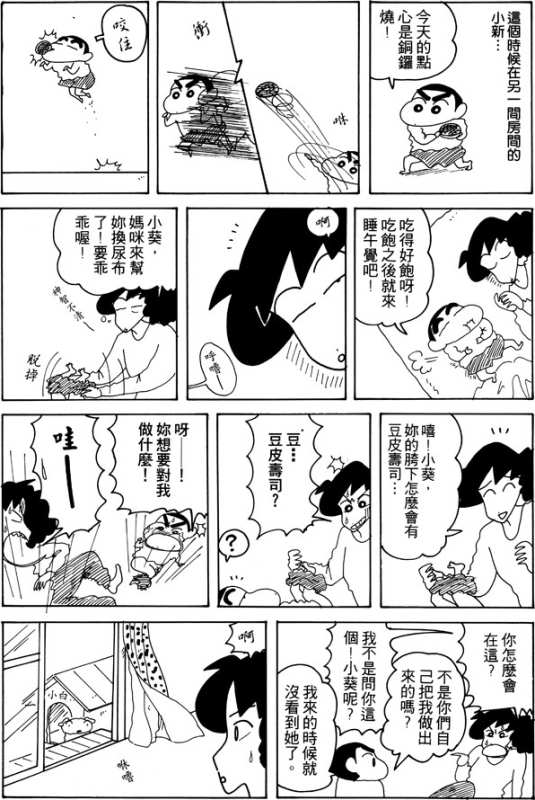 這個時候在另一間房間的
小新…
今天的點
心是銅鑼
燒！
咻
衝
咬住
吃得好飽呀！
吃飽之後就來
睡午覺吧！
啊
呼嚕——
小葵，
媽咪來幫
妳換尿布
了！要乖
乖喔！
神智不清——
脫掉
嘻！小葵，
妳的胯下怎麼會有
豆皮壽司…
豆…
豆皮壽司？
？
呀——！
妳想要對我
做什麼！
哇——
你怎麼會
在這？
不是你們自
己把我做出
來的嗎？
我不是問你這
個！小葵呢？
我來的時候就
沒看到她了。
啊
小白
咻嚕